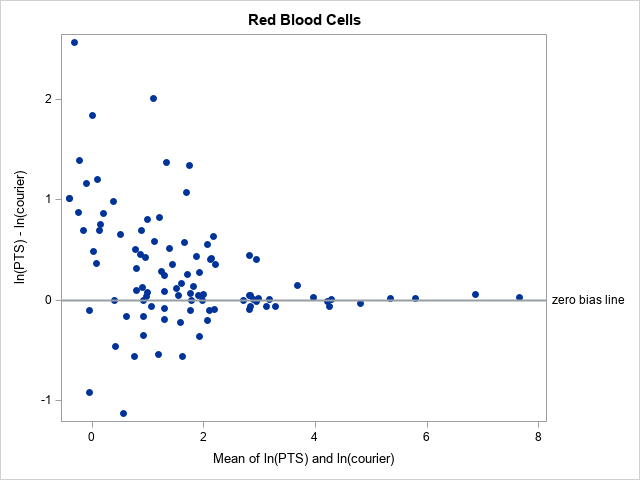 Red Blood Cells
ln(PTS) - ln(courier)
2
1
0
-1
zero bias line
0
2
4
6
8
Mean of ln(PTS) and ln(courier)